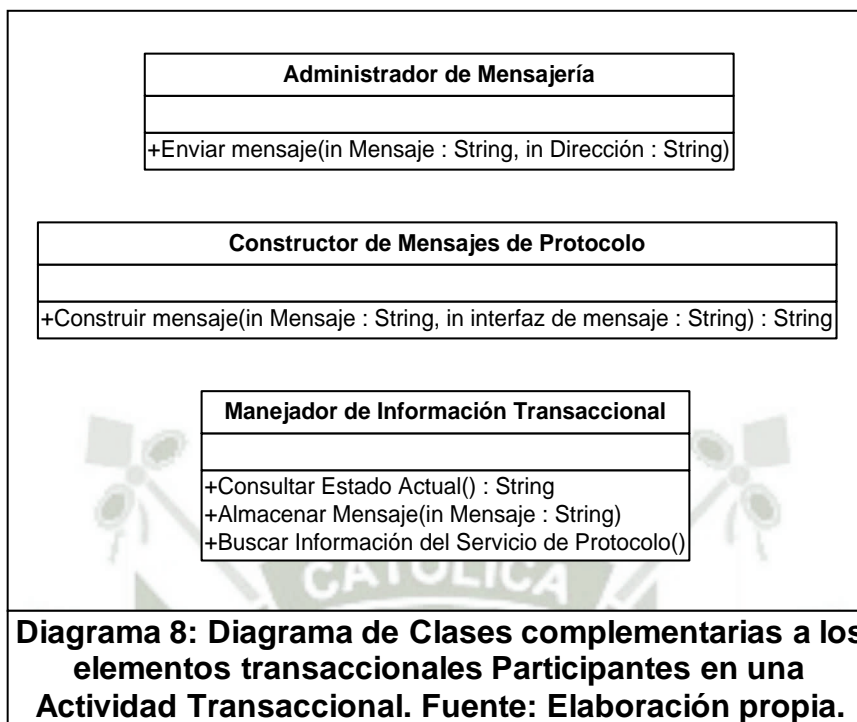 Administrador de Mensajería
+Enviar mensaje(in Mensaje : String, in Dirección : String)
Constructor de Mensajes de Protocolo
+Construir mensaje(in Mensaje : String, in interfaz de mensaje : String) : String
Manejador de Información Transaccional
+Consultar Estado Actual() : String
+Almacenar Mensaje(in Mensaje : String)
+Buscar Información del Servicio de Protocolo()
CATOLICA
Diagrama 8: Diagrama de Clases complementarias a los
elementos transaccionales Participantes en una
Actividad Transaccional. Fuente: Elaboración propia.